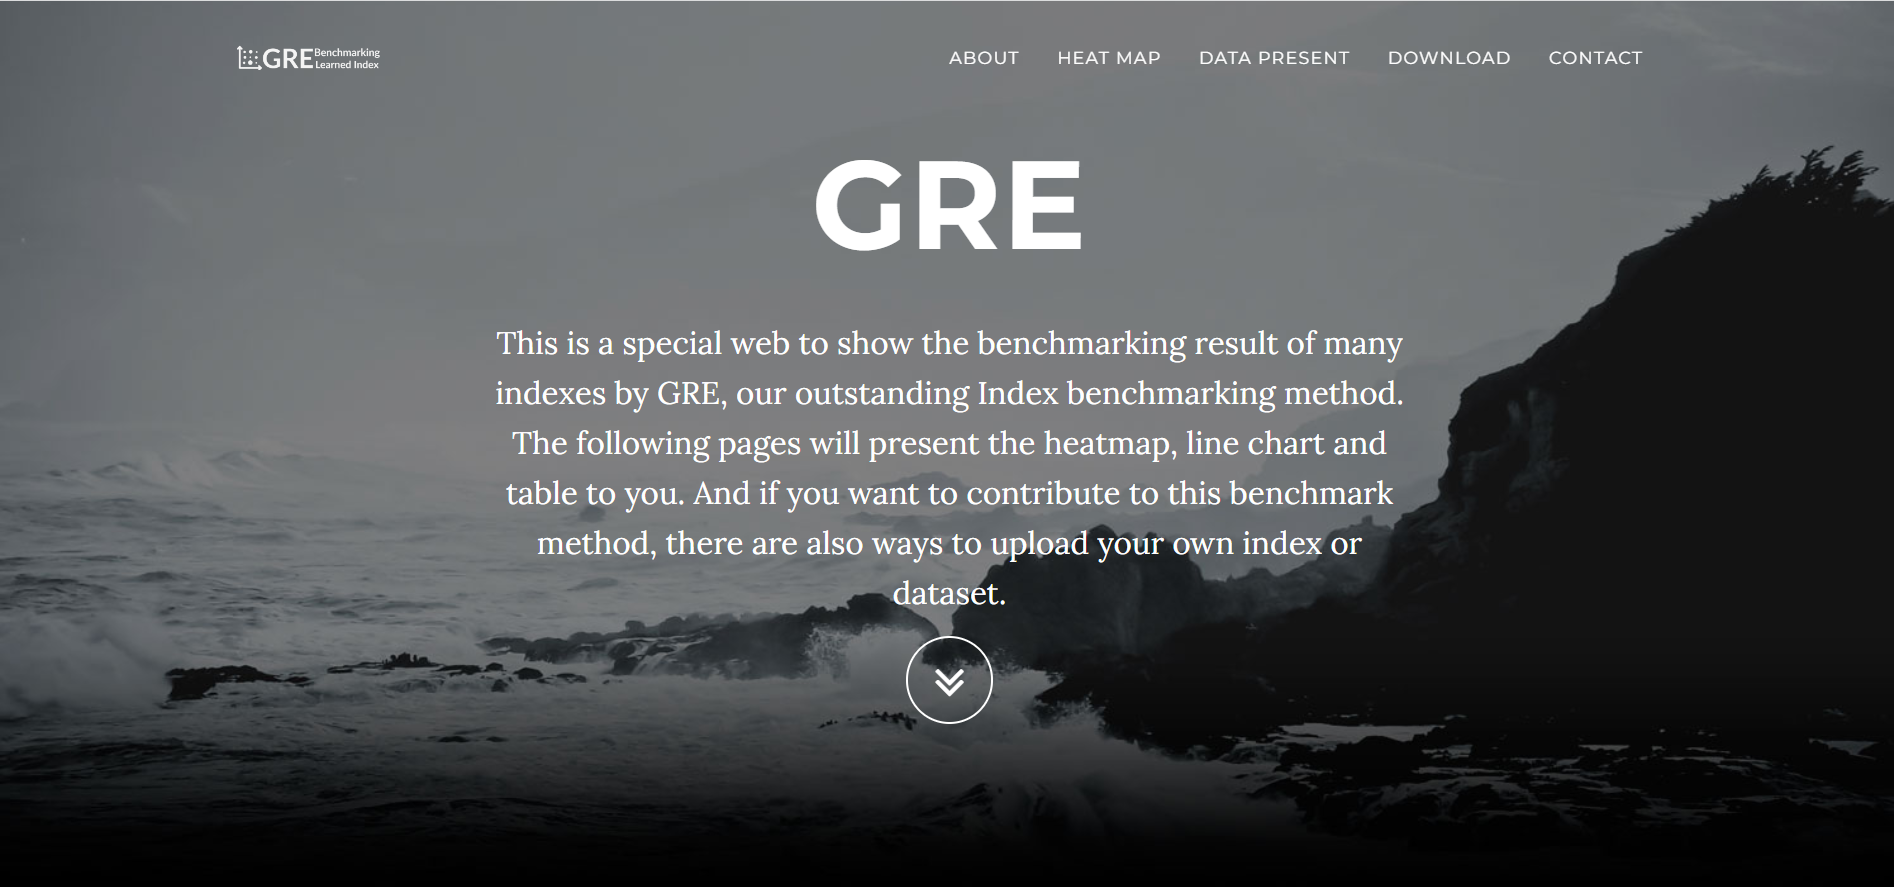 GRE Benchmarking
Learned Index
ABOUT HEAT MAP DATA PRESENT DOWNLOAD CONTACT
GRE
This is a special web to show the benchmarking result of many
indexes by GRE, our outstanding Index benchmarking method.
The following pages will present the heatmap, line chart and
table to you. And if you want to contribute to this benchmark
method, there are also ways to upload your own index or
dataset.